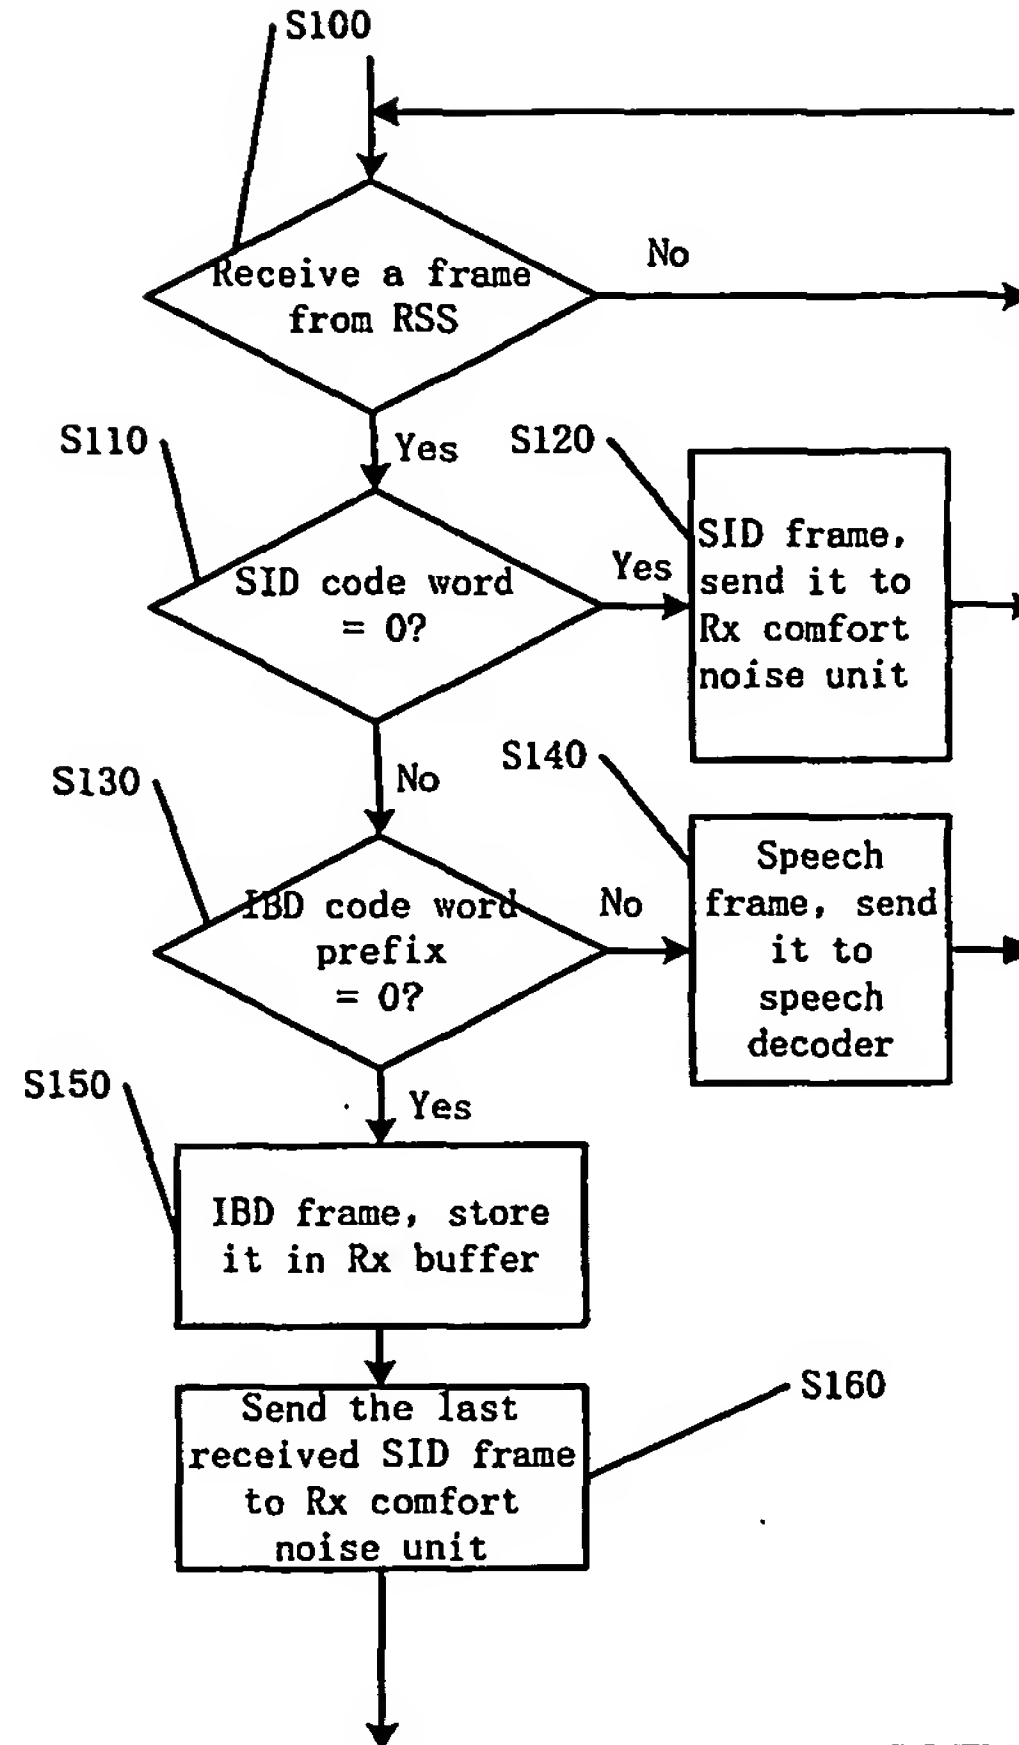 S100
Receive a frame
from RSS
No
Yes
S110
SID code word
= 0?
Yes
S120
SID frame,
send it to
Rx comfort
noise unit
No
S130
IBD code word
prefix
= 0?
No
S140
Speech
frame, send
it to
speech
decoder
Yes
S150
IBD frame, store
it in Rx buffer
Send the last
received SID frame
to Rx comfort
noise unit
S160